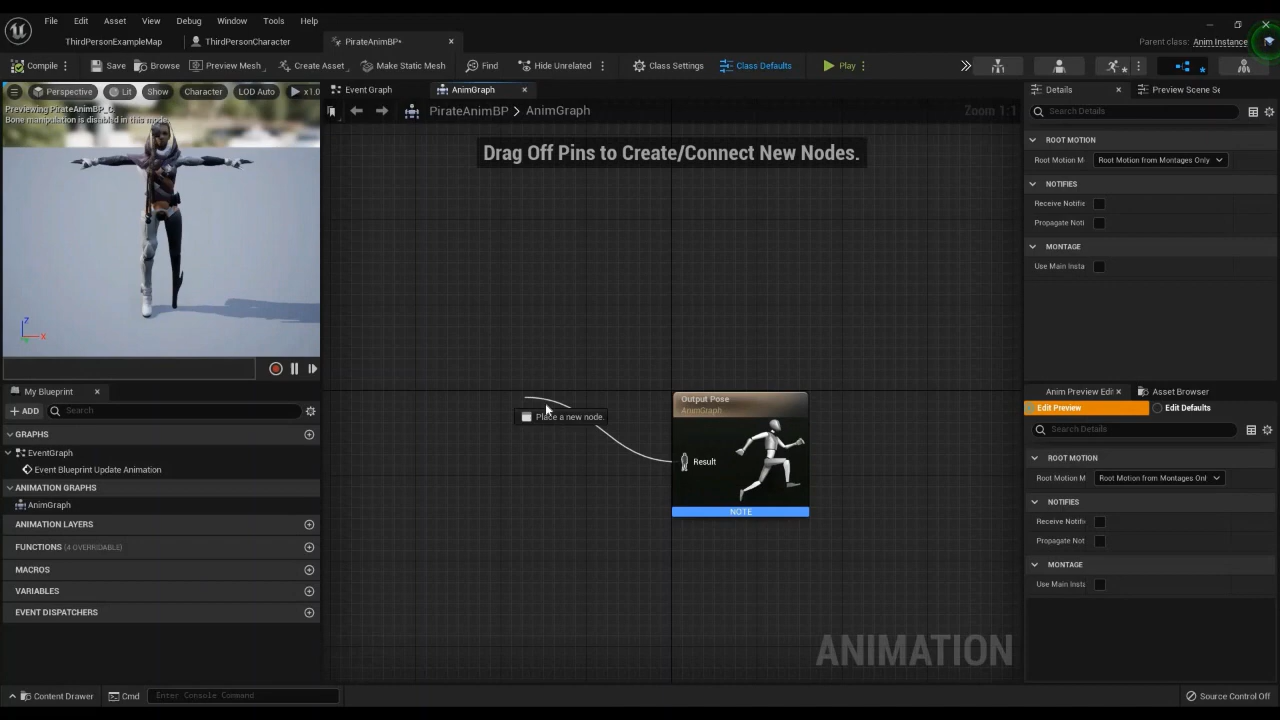 File Edit Asset View Window Tools Help
ThirdPersonExampleMap ThirdPersonCharacter PirateAnimBP* Parent class: Anim Instance
Compile Save Browse Preview Mesh Create Asset Make Static Mesh Find Hide Unrelated Class Settings Class Defaults Play
Perspective Lit Show Character LOD Auto x1.0
Previewing PirateAnimBP_C.
Bone manipulation is disabled in this mode.
Z
X
My Blueprint
ADD Search
GRAPHS
EventGraph
Event Blueprint Update Animation
ANIMATION GRAPHS
AnimGraph
ANIMATION LAYERS
FUNCTIONS (4 OVERRIDABLE)
MACROS
VARIABLES
EVENT DISPATCHERS
Event Graph AnimGraph
PirateAnimBP > AnimGraph Zoom 1:1
Drag Off Pins to Create/Connect New Nodes.
Place a new node.
Output Pose
AnimGraph
Result
NOTE
ANIMATION
Details Preview Scene Se
Search Details
ROOT MOTION
Root Motion M Root Motion from Montages Only
NOTIFIES
Receive Notifie
Propagate Noti
MONTAGE
Use Main Insta
Anim Preview Edit Asset Browser
Edit Preview Edit Defaults
Search Details
ROOT MOTION
Root Motion M Root Motion from Montages Onl
NOTIFIES
Receive Notifi
Propagate Not
MONTAGE
Use Main Insta
Content Drawer Cmd Enter Console Command Source Control Off